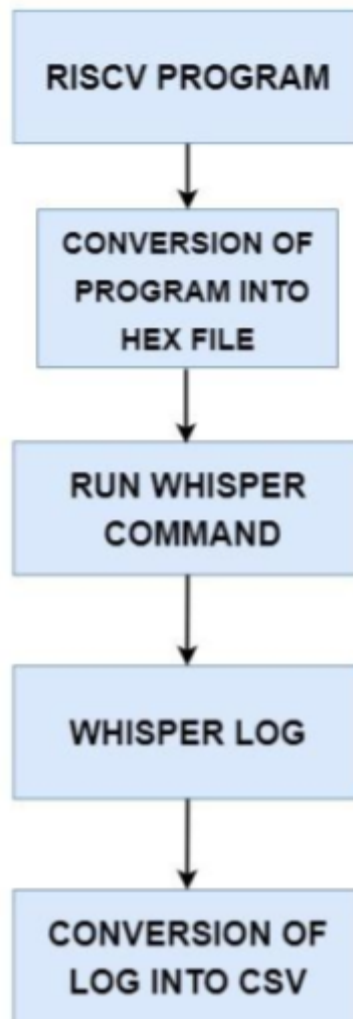 RISCV PROGRAM
CONVERSION OF
PROGRAM INTO
HEX FILE
RUN WHISPER
COMMAND
WHISPER LOG
CONVERSION OF
LOG INTO CSV